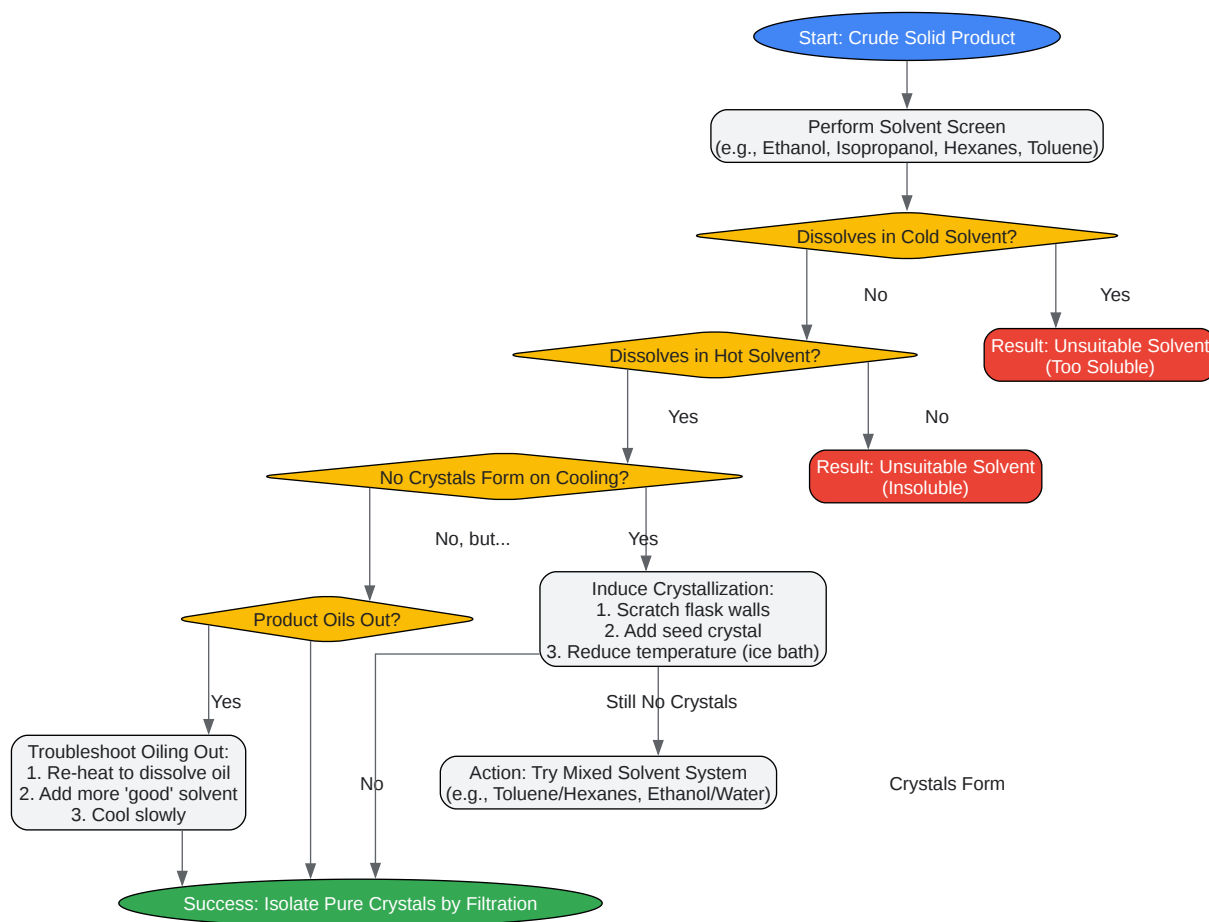 Start: Crude Solid Product
Perform Solvent Screen
(e.g., Ethanol, Isopropanol, Hexanes, Toluene)
Dissolves in Cold Solvent?
No
Yes
Result: Unsuitable Solvent
(Too Soluble)
Dissolves in Hot Solvent?
Yes
No
Result: Unsuitable Solvent
(Insoluble)
No Crystals Form on Cooling?
No, but...
Yes
Induce Crystallization:
1. Scratch flask walls
2. Add seed crystal
3. Reduce temperature (ice bath)
Product Oils Out?
Yes
Still No Crystals
Troubleshoot Oiling Out:
1. Re-heat to dissolve oil
2. Add more 'good' solvent
3. Cool slowly
No
Action: Try Mixed Solvent System
(e.g., Toluene/Hexanes, Ethanol/Water)
Crystals Form
Success: Isolate Pure Crystals by Filtration